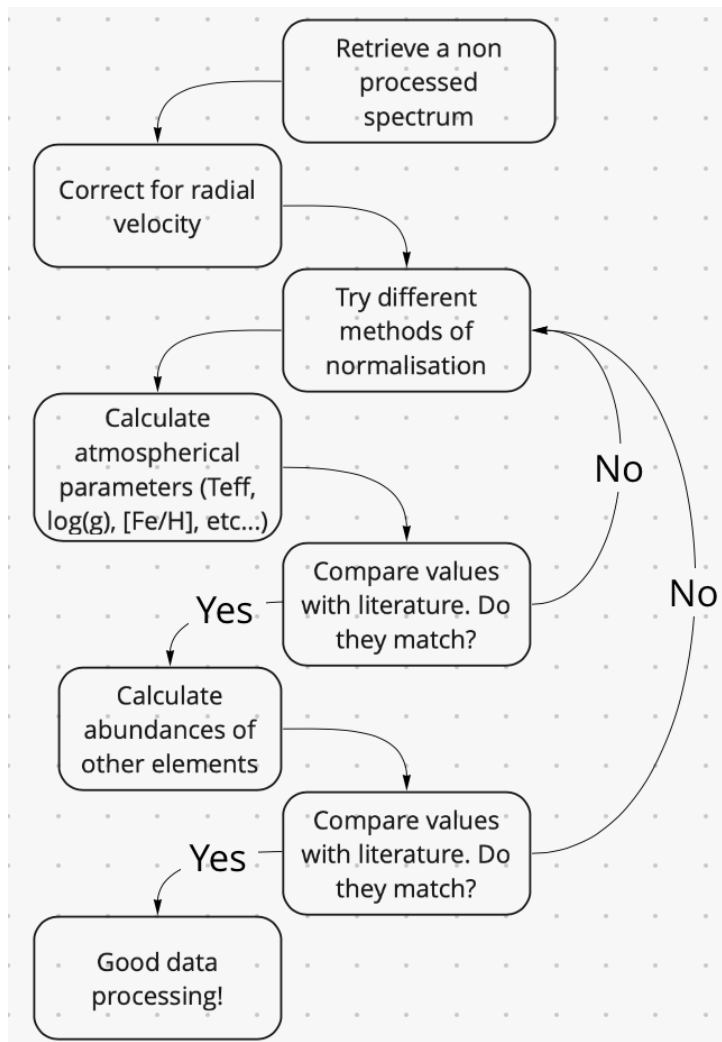 Retrieve a non
processed
spectrum
Correct for radial
velocity
Try different
methods of
normalisation
Calculate
atmospherical
parameters (Teff,
log(g), [Fe/H], etc...)
No
Compare values
with literature. Do
they match?
No
Yes
Calculate
abundances of
other elements
Compare values
with literature. Do
they match?
Yes
Good data
processing!